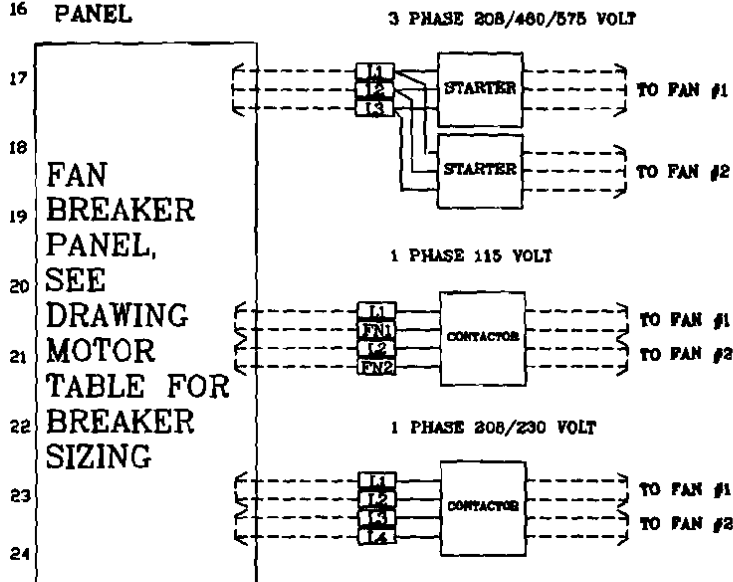 16 PANEL
3 PHASE 208/460/575 VOLT
17
L1
L2
L3
STARTER
TO FAN #1
18
STARTER
TO FAN #2
FAN
19 BREAKER
PANEL,
1 PHASE 115 VOLT
20 SEE
DRAWING
L1
FN1
L2
FN2
CONTACTOR
TO FAN #1
TO FAN #2
21 MOTOR
TABLE FOR
22 BREAKER
1 PHASE 208/230 VOLT
SIZING
23
L1
L2
L3
L4
CONTACTOR
TO FAN #1
TO FAN #2
24